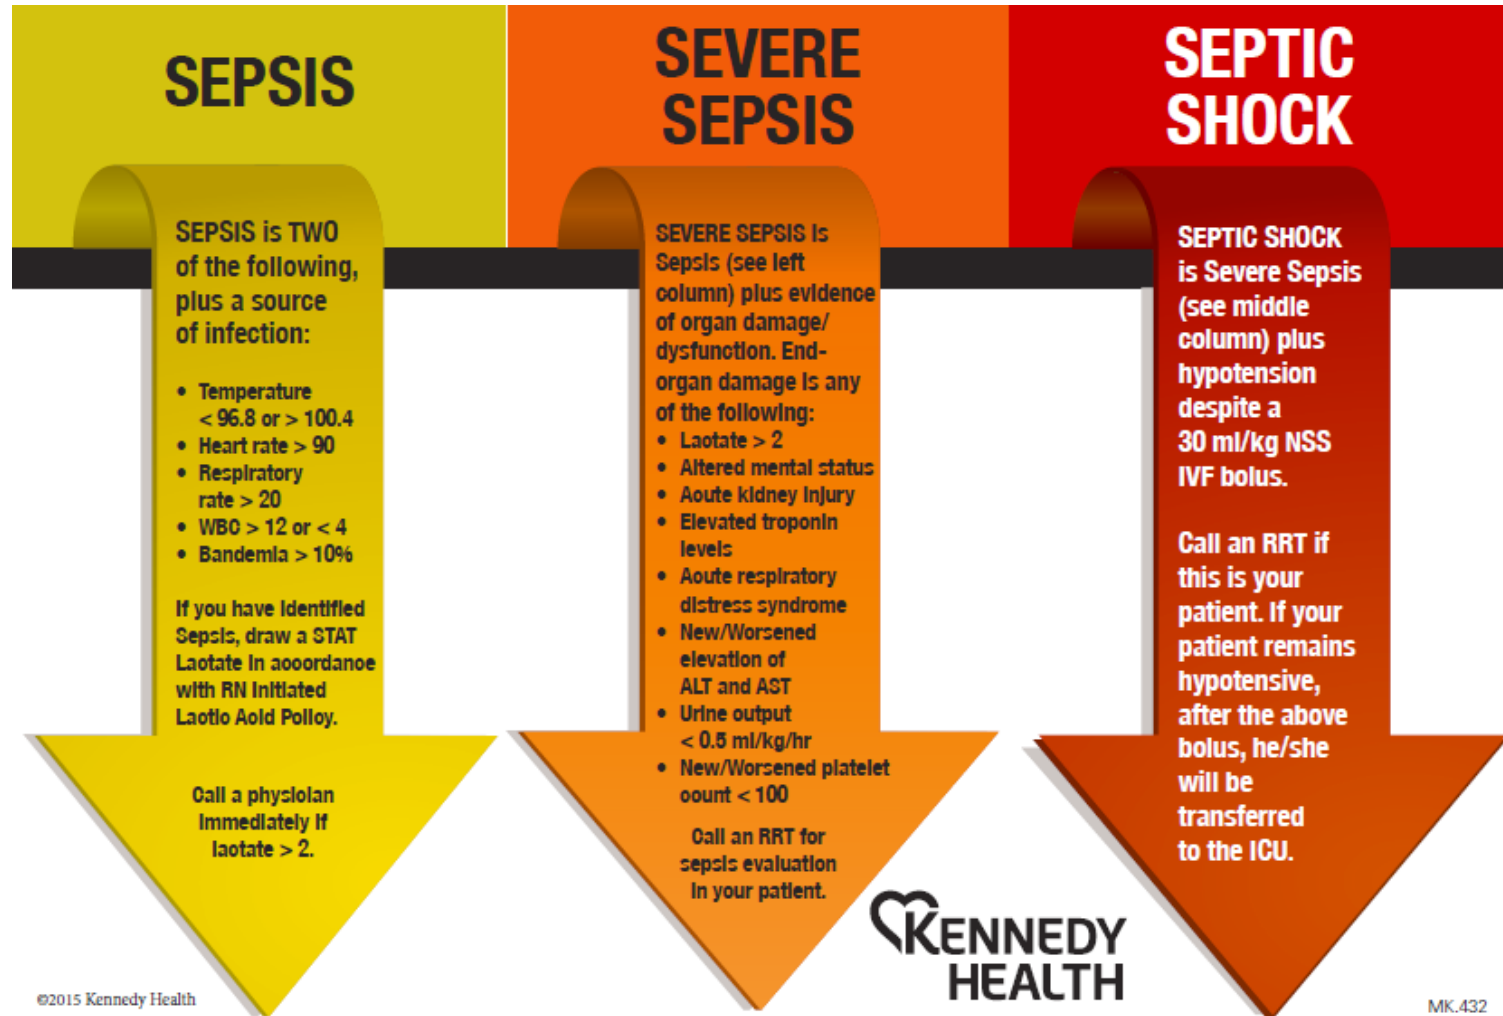 SEPSIS
SEPSIS is TWO
of the following,
plus a source
of infection:
• Temperature
< 96.8 or > 100.4
• Heart rate > 90
• Respiratory
rate > 20
• WBC > 12 or < 4
• Bandemia > 10%
If you have identified
Sepsis, draw a STAT
Lactate in accordance
with RN Initiated
Lactic Acid Policy.
Call a physician
immediately if
lactate > 2.
SEVERE
SEPSIS
SEVERE SEPSIS is
Sepsis (see left
column) plus evidence
of organ damage/
dysfunction. End-
organ damage is any
of the following:
• Lactate > 2
• Altered mental status
• Acute kidney injury
• Elevated troponin
levels
• Acute respiratory
distress syndrome
• New/Worsened
elevation of
ALT and AST
• Urine output
< 0.5 ml/kg/hr
• New/Worsened platelet
count < 100
Call an RRT for
sepsis evaluation
in your patient.
SEPTIC
SHOCK
SEPTIC SHOCK
is Severe Sepsis
(see middle
column) plus
hypotension
despite a
30 ml/kg NSS
IVF bolus.
Call an RRT if
this is your
patient. If your
patient remains
hypotensive,
after the above
bolus, he/she
will be
transferred
to the ICU.
KENNEDY
HEALTH
©2015 Kennedy Health
MK.432